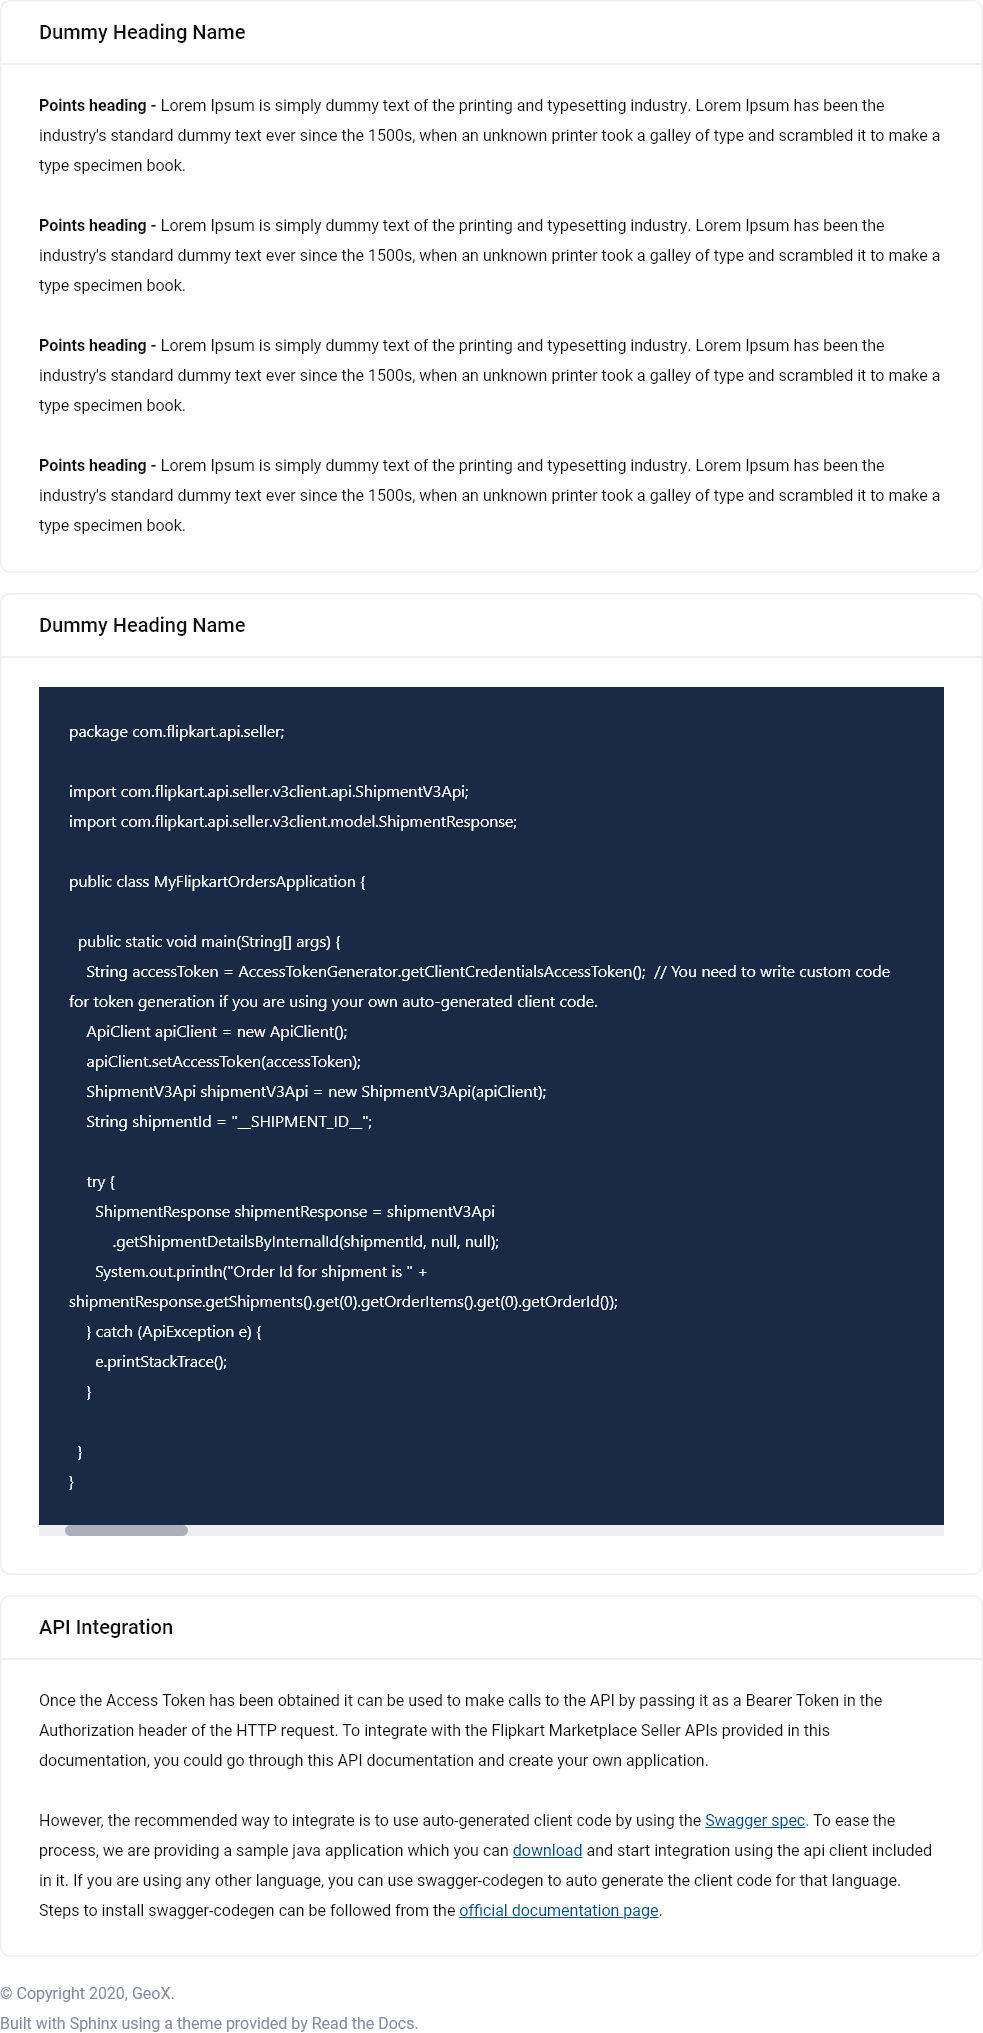 Dummy Heading Name
Points heading - Lorem Ipsum is simply dummy text of the printing and typesetting industry. Lorem Ipsum has been the
industry's standard dummy text ever since the 1500s, when an unknown printer took a galley of type and scrambled it to make a
type specimen book.
Points heading - Lorem Ipsum is simply dummy text of the printing and typesetting industry. Lorem Ipsum has been the
industry's standard dummy text ever since the 1500s, when an unknown printer took a galley of type and scrambled it to make a
type specimen book.
Points heading - Lorem Ipsum is simply dummy text of the printing and typesetting industry. Lorem Ipsum has been the
industry's standard dummy text ever since the 1500s, when an unknown printer took a galley of type and scrambled it to make a
type specimen book.
Points heading - Lorem Ipsum is simply dummy text of the printing and typesetting industry. Lorem Ipsum has been the
industry's standard dummy text ever since the 1500s, when an unknown printer took a galley of type and scrambled it to make a
type specimen book.
Dummy Heading Name
package com.flipkart.api.seller;
import com.flipkart.api.seller.v3client.api.ShipmentV3Api;
import com.flipkart.api.seller.v3client.model.ShipmentResponse;
public class MyFlipkartOrdersApplication {
public static void main(String[] args) {
String accessToken = AccessTokenGenerator.getClientCredentialsAccessToken();  // You need to write custom code
for token generation if you are using your own auto-generated client code.
ApiClient apiClient = new ApiClient();
apiClient.setAccessToken(accessToken);
ShipmentV3Api shipmentV3Api = new ShipmentV3Api(apiClient);
String shipmentId = "__SHIPMENT_ID__";
try {
ShipmentResponse shipmentResponse = shipmentV3Api
.getShipmentDetailsByInternalId(shipmentId, null, null);
System.out.println("Order Id for shipment is " +
shipmentResponse.getShipments().get(0).getOrderItems().get(0).getOrderId());
} catch (ApiException e) {
e.printStackTrace();
}
}
}
API Integration
Once the Access Token has been obtained it can be used to make calls to the API by passing it as a Bearer Token in the
Authorization header of the HTTP request. To integrate with the Flipkart Marketplace Seller APIs provided in this
documentation, you could go through this API documentation and create your own application.
However, the recommended way to integrate is to use auto-generated client code by using the Swagger spec. To ease the
process, we are providing a sample java application which you can download and start integration using the api client included
in it. If you are using any other language, you can use swagger-codegen to auto generate the client code for that language.
Steps to install swagger-codegen can be followed from the official documentation page.
© Copyright 2020, GeoX.
Built with Sphinx using a theme provided by Read the Docs.